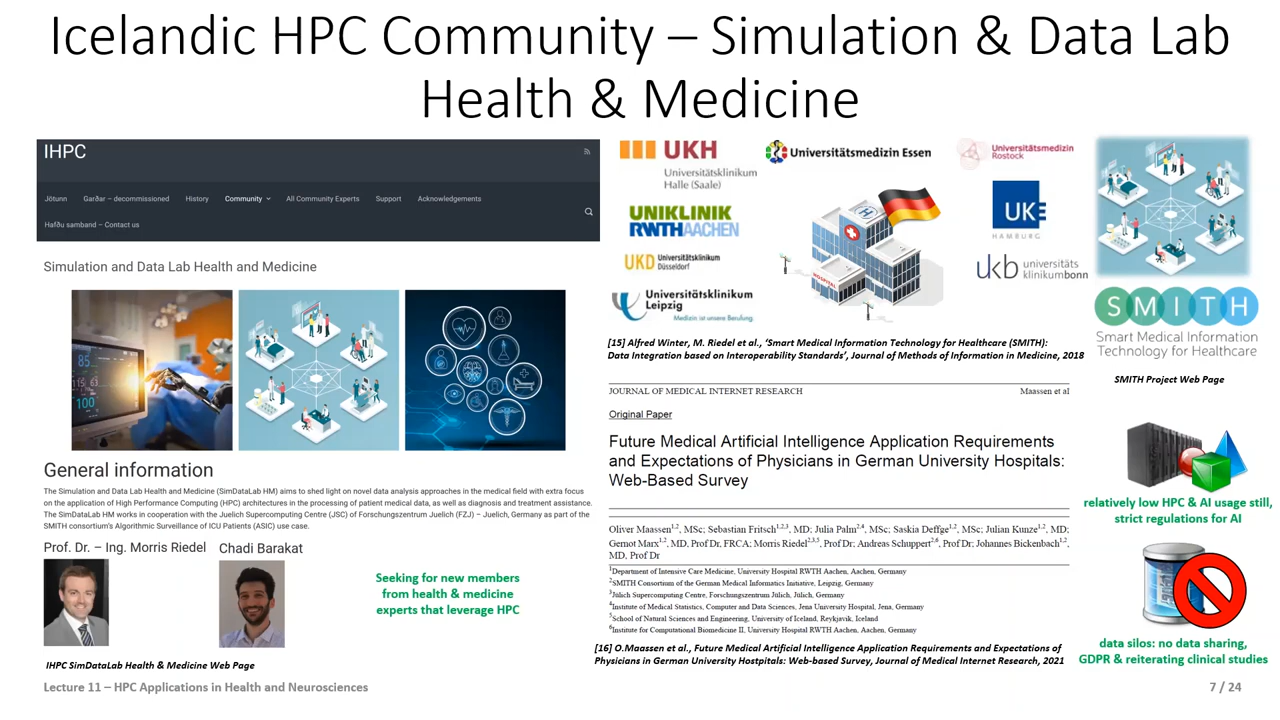 Icelandic HPC Community – Simulation & Data Lab
Health & Medicine
IHPC
Jötunn
Garðar – decommissioned
History
Community
All Community Experts
Support
Acknowledgements
Hafðu samband – Contact us
Simulation and Data Lab Health and Medicine
85
100
General information
The Simulation and Data Lab Health and Medicine (SimDataLab HM) aims to shed light on novel data analysis approaches in the medical field with extra focus
on the application of High Performance Computing (HPC) architectures in the processing of patient medical data, as well as diagnosis and treatment assistance.
The SimDataLab HM works in cooperation with the Juelich Supercomputing Centre (JSC) of Forschungszentrum Juelich (FZJ) – Juelich, Germany as part of the
SMITH consortium's Algorithmic Surveillance of ICU Patients (ASIC) use case.
Prof. Dr. – Ing. Morris Riedel
Chadi Barakat
Seeking for new members
from health & medicine
experts that leverage HPC
IHPC SimDataLab Health & Medicine Web Page
UKH
Universitätsklinikum
Halle (Saale)
Universitätsmedizin Essen
Universitätsmedizin
Rostock
UNIKLINIK
RWTHAACHEN
H
HOSPITAL
UKE
HAMBURG
UKD Universitätsklinikum
Düsseldorf
ukb universitäts
klinikumbonn
Universitätsklinikum
Leipzig
Medizin ist unsere Berufung.
SMITH
Smart Medical Information
Technology for Healthcare
SMITH Project Web Page
[15] Alfred Winter, M. Riedel et al., 'Smart Medical Information Technology for Healthcare (SMITH):
Data Integration based on Interoperability Standards', Journal of Methods of Information in Medicine, 2018
JOURNAL OF MEDICAL INTERNET RESEARCH
Maassen et al
Original Paper
Future Medical Artificial Intelligence Application Requirements
and Expectations of Physicians in German University Hospitals:
Web-Based Survey
Oliver Maassen1,2, MSc; Sebastian Fritsch1,2,3, MD; Julia Palm2,4, MSc; Saskia Deffge1,2, MSc; Julian Kunze1,2, MD;
Gernot Marx1,2, MD, Prof Dr, FRCA; Morris Riedel2,3,5, Prof Dr; Andreas Schuppert2,6, Prof Dr; Johannes Bickenbach1,2,
MD, Prof Dr
1Department of Intensive Care Medicine, University Hospital RWTH Aachen, Aachen, Germany
2SMITH Consortium of the German Medical Informatics Initiative, Leipzig, Germany
3Jülich Supercomputing Centre, Forschungszentrum Jülich, Jülich, Germany
4Institute of Medical Statistics, Computer and Data Sciences, Jena University Hospital, Jena, Germany
5School of Natural Sciences and Engineering, University of Iceland, Reykjavik, Iceland
6Institute for Computational Biomedicine II, University Hospital RWTH Aachen, Aachen, Germany
[16] O.Maassen et al., Future Medical Artificial Intelligence Application Requirements and Expectations of
Physicians in German University Hostpitals: Web-based Survey, Journal of Medical Internet Research, 2021
relatively low HPC & AI usage still,
strict regulations for AI
data silos: no data sharing,
GDPR & reiterating clinical studies
Lecture 11 – HPC Applications in Health and Neurosciences
7 / 24